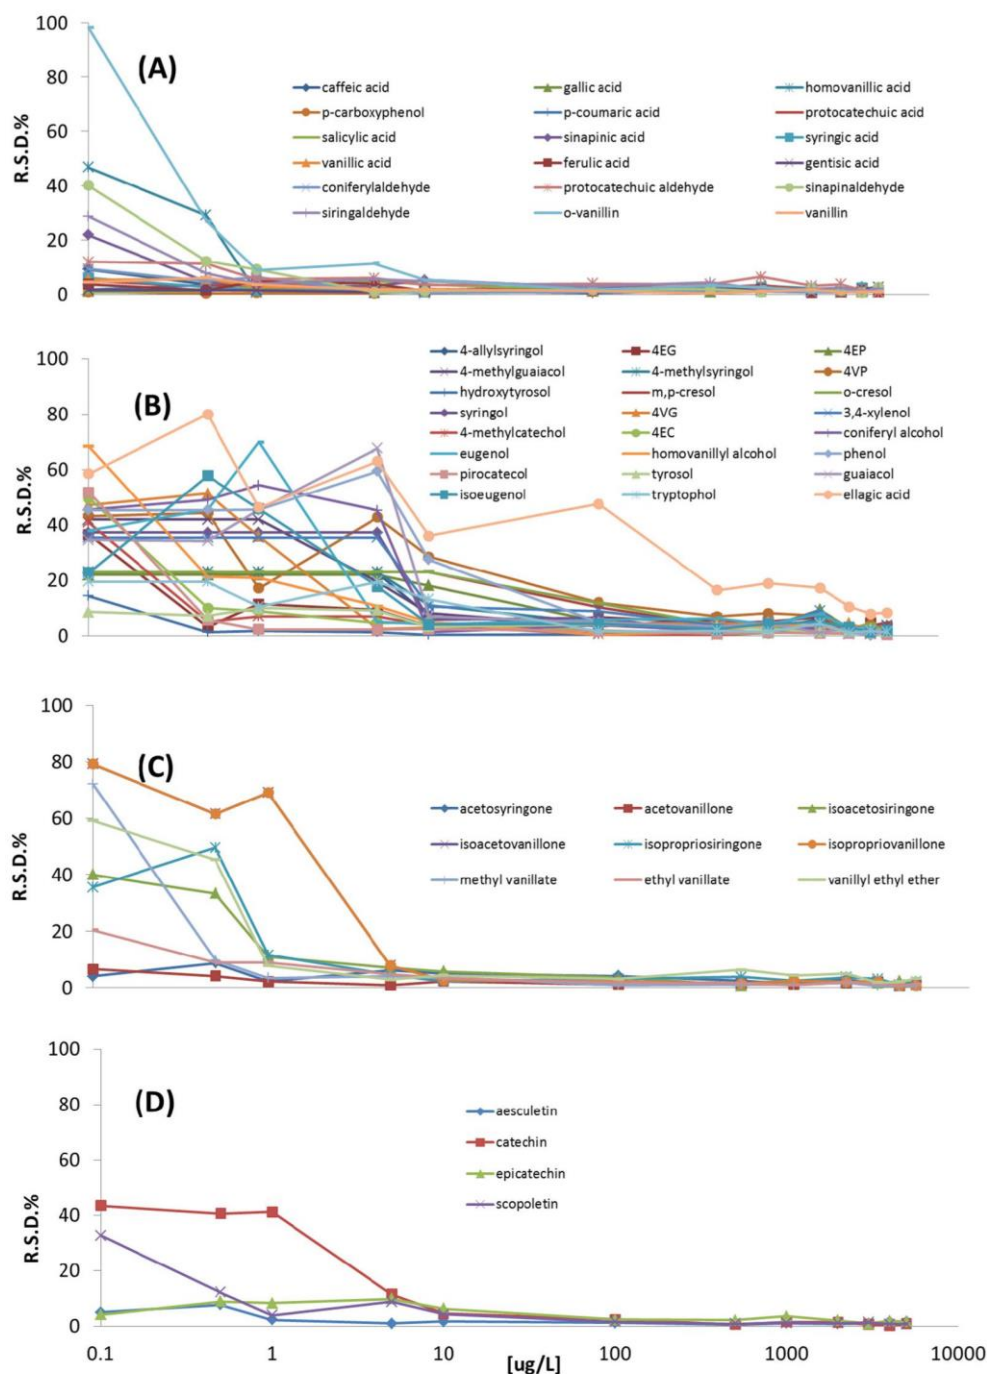 100
(A)
80
caffeic acid gallic acid homovanillic acid
60
p-carboxyphenol p-coumaric acid protocatechuic acid
R.S.D.%
salicylic acid sinapinic acid syringic acid
40
vanillic acid ferulic acid gentisic acid
coniferylaldehyde protocatechuic aldehyde sinapinaldehyde
20
siringaldehyde o-vanillin vanillin
0
4-allylsyringol 4EG 4EP
100
4-methylguaiacol 4-methylsyringol 4VP
(B)
hydroxytyrosol m,p-cresol o-cresol
80
syringol 4VG 3,4-xylenol
4-methylcatechol 4EC coniferyl alcohol
60
eugenol homovanillyl alcohol phenol
R.S.D.%
pirocatecol tyrosol guaiacol
40
isoeugenol tryptophol ellagic acid
20
0
100
80
(C)
acetosyringone acetovanillone isoacetosiringone
60
R.S.D.%
isoacetovanillone isopropriosiringone isopropriovanillone
40
methyl vanillate ethyl vanillate vanillyl ethyl ether
20
0
100
80
(D)
aesculetin
60
catechin
R.S.D.%
epicatechin
40
scopoletin
20
0
0.1 1 10 100 1000 10000
[ug/L]